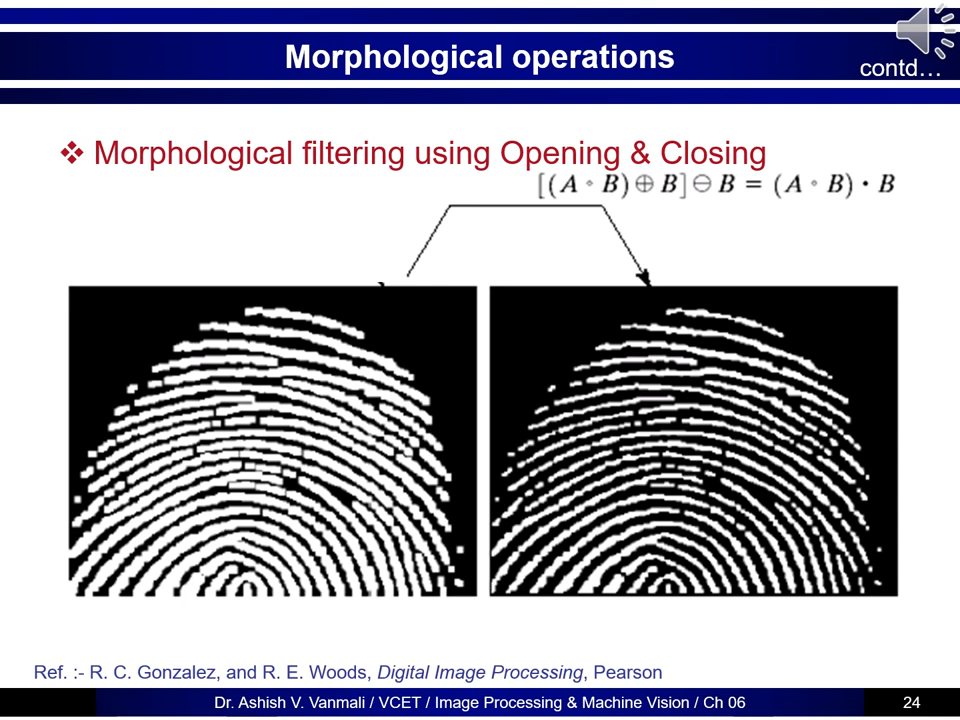 Morphological operations
contd…
❖ Morphological filtering using Opening & Closing
[(A ∘ B) ⊕ B] ⊖ B = (A ∘ B) • B
Ref. :- R. C. Gonzalez, and R. E. Woods, Digital Image Processing, Pearson
Dr. Ashish V. Vanmali / VCET / Image Processing & Machine Vision / Ch 06
24